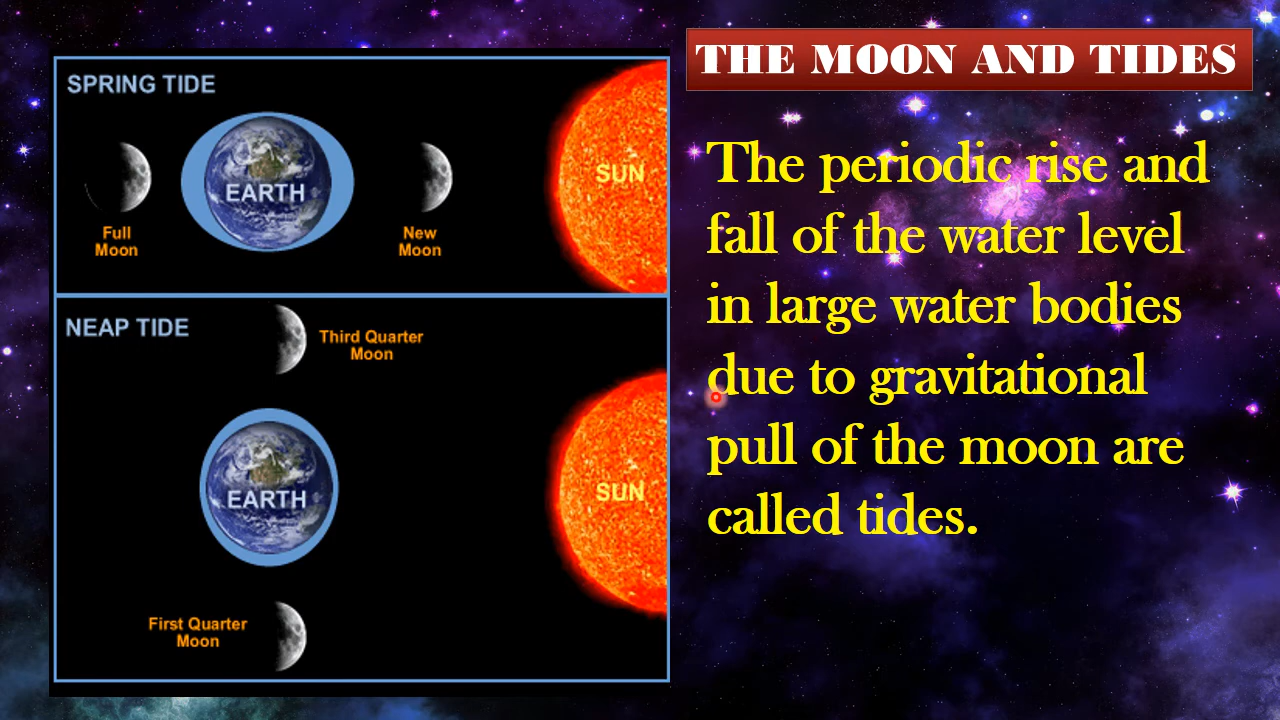 SPRING TIDE
EARTH
SUN
Full
Moon
New
Moon
NEAP TIDE
Third Quarter
Moon
EARTH
SUN
First Quarter
Moon
THE MOON AND TIDES
The periodic rise and
fall of the water level
in large water bodies
due to gravitational
pull of the moon are
called tides.